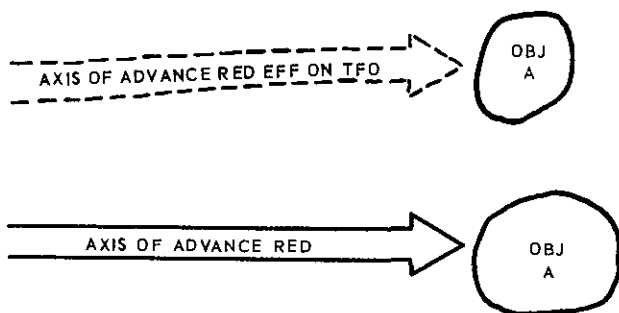 AXIS OF ADVANCE RED EFF ON TFO
OBJ
A
AXIS OF ADVANCE RED
OBJ
A